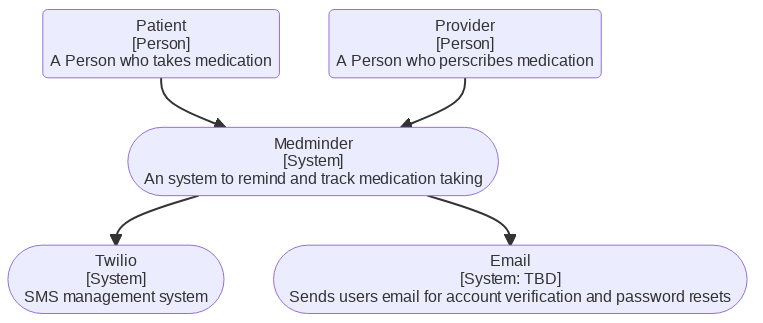 Patient
[Person]
A Person who takes medication
Provider
[Person]
A Person who perscribes medication
Medminder
[System]
An system to remind and track medication taking
Twilio
[System]
SMS management system
Email
[System: TBD]
Sends users email for account verification and password resets